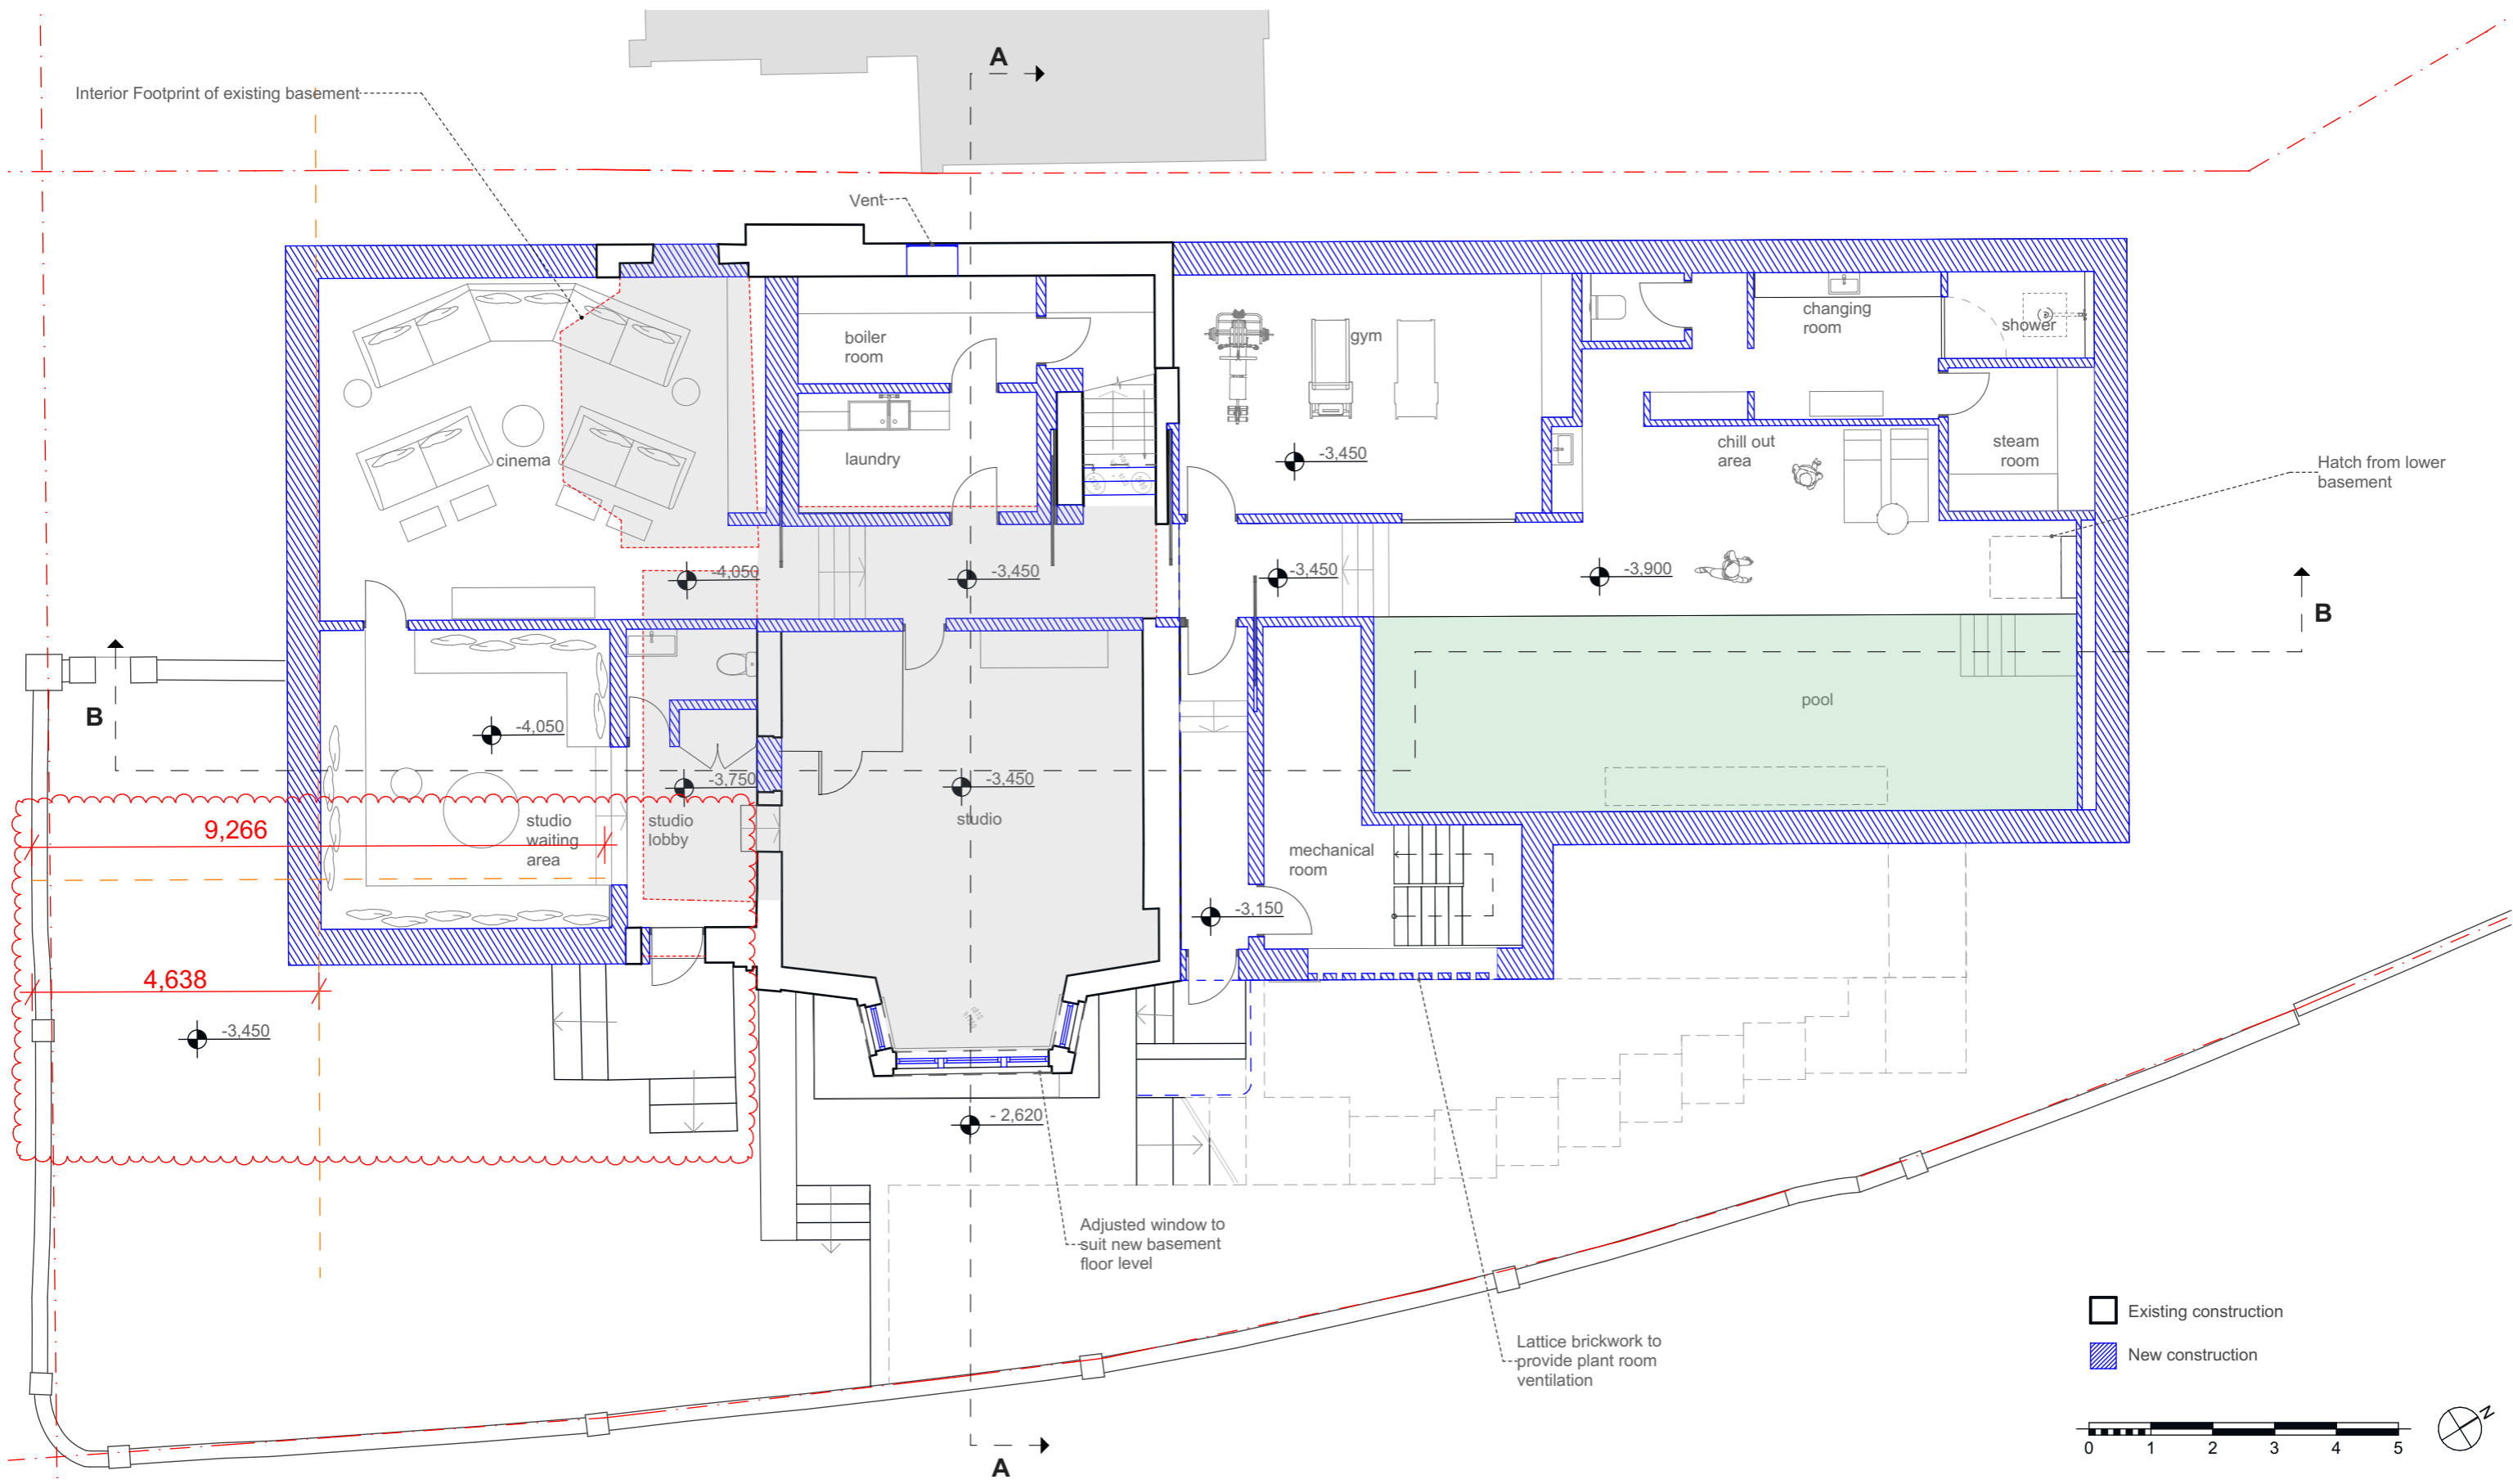 A
Interior Footprint of existing basement
Vent
boiler
room
gym
changing
room
shower
cinema
laundry
-3,450
chill out
area
steam
room
Hatch from lower
basement
-4,050
-3,450
-3,450
-3,900
B
B
-4,050
pool
-3,750
-3,450
9,266
studio
waiting
area
studio
lobby
studio
mechanical
room
-3,150
4,638
-3,450
- 2,620
Adjusted window to
suit new basement
floor level
Lattice brickwork to
provide plant room
ventilation
Existing construction
New construction
N
0 1 2 3 4 5
A